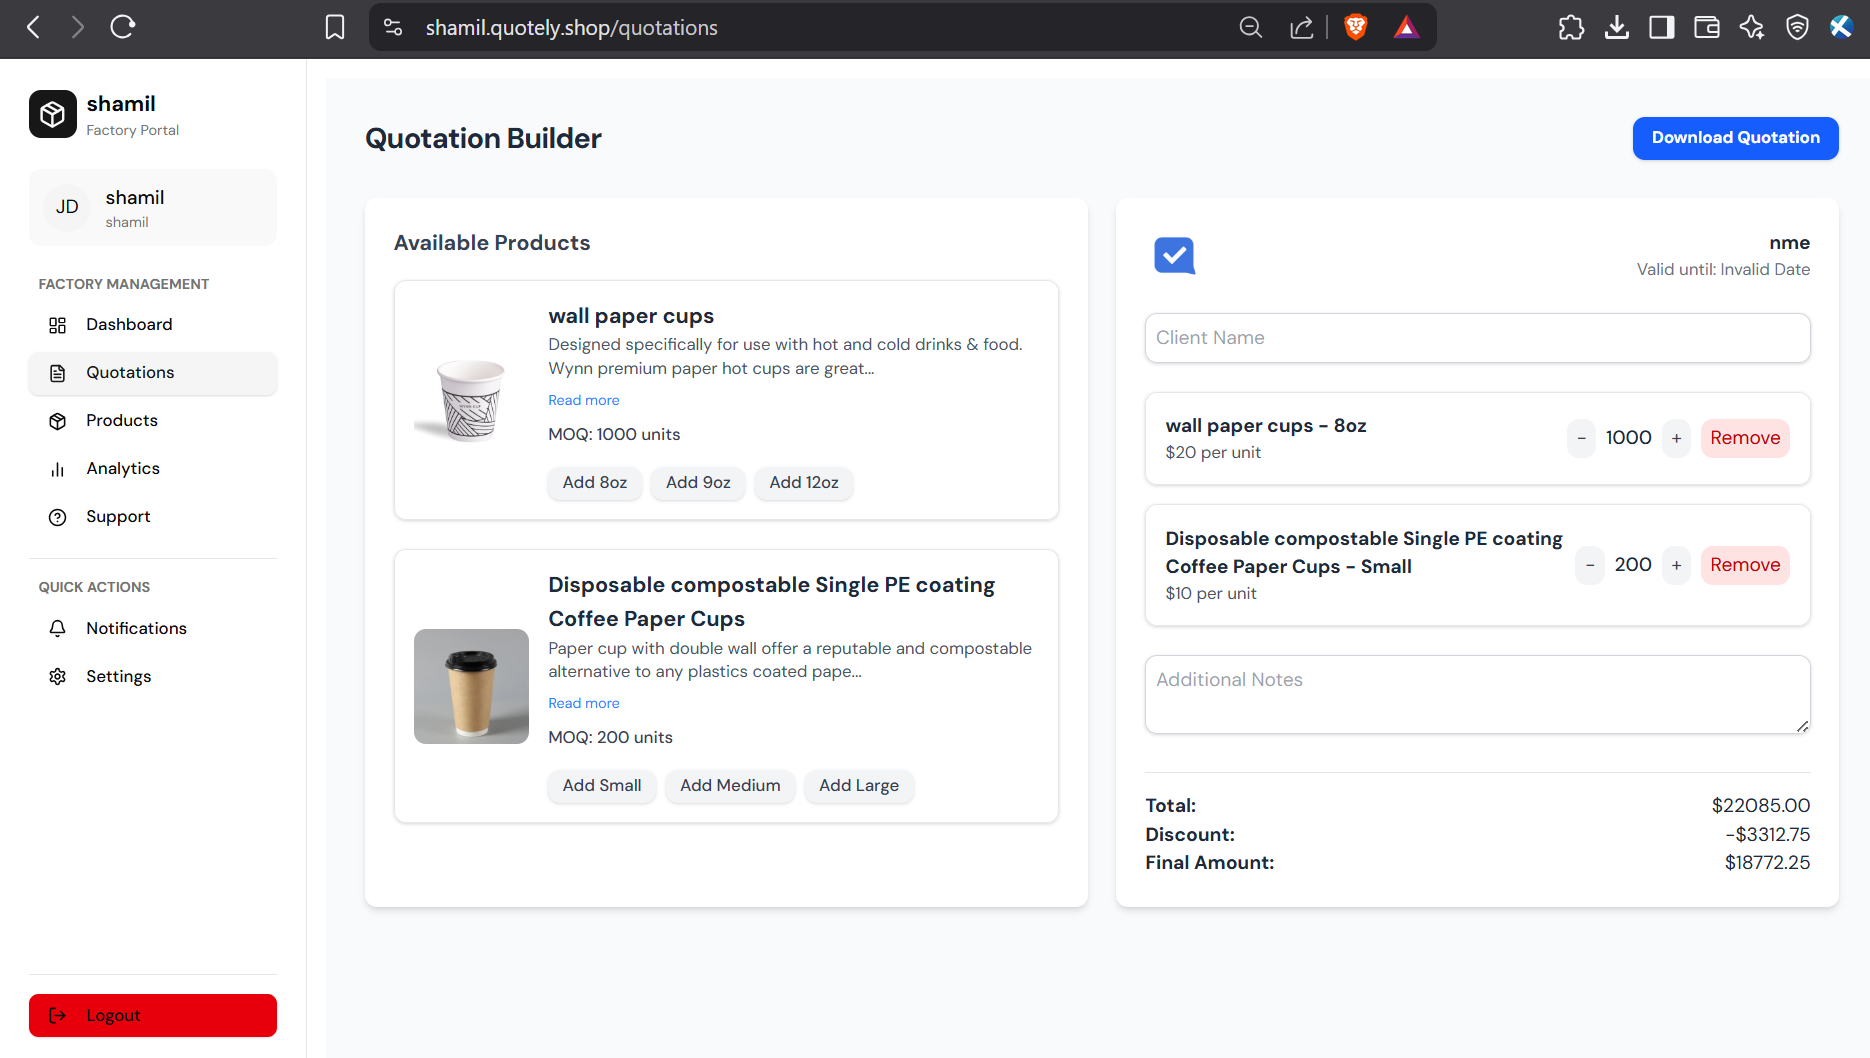 shamil.quotely.shop/quotations
shamil
Factory Portal
JD
shamil
shamil
FACTORY MANAGEMENT
Dashboard
Quotations
Products
Analytics
Support
QUICK ACTIONS
Notifications
Settings
Logout
Quotation Builder
Download Quotation
Available Products
wall paper cups
Designed specifically for use with hot and cold drinks & food.
Wynn premium paper hot cups are great...
Read more
MOQ: 1000 units
Add 8oz
Add 9oz
Add 12oz
Disposable compostable Single PE coating
Coffee Paper Cups
Paper cup with double wall offer a reputable and compostable
alternative to any plastics coated pape...
Read more
MOQ: 200 units
Add Small
Add Medium
Add Large
nme
Valid until: Invalid Date
Client Name
wall paper cups - 8oz
$20 per unit
- 1000 + Remove
Disposable compostable Single PE coating
Coffee Paper Cups - Small
$10 per unit
- 200 + Remove
Additional Notes
Total: $22085.00
Discount: -$3312.75
Final Amount: $18772.25